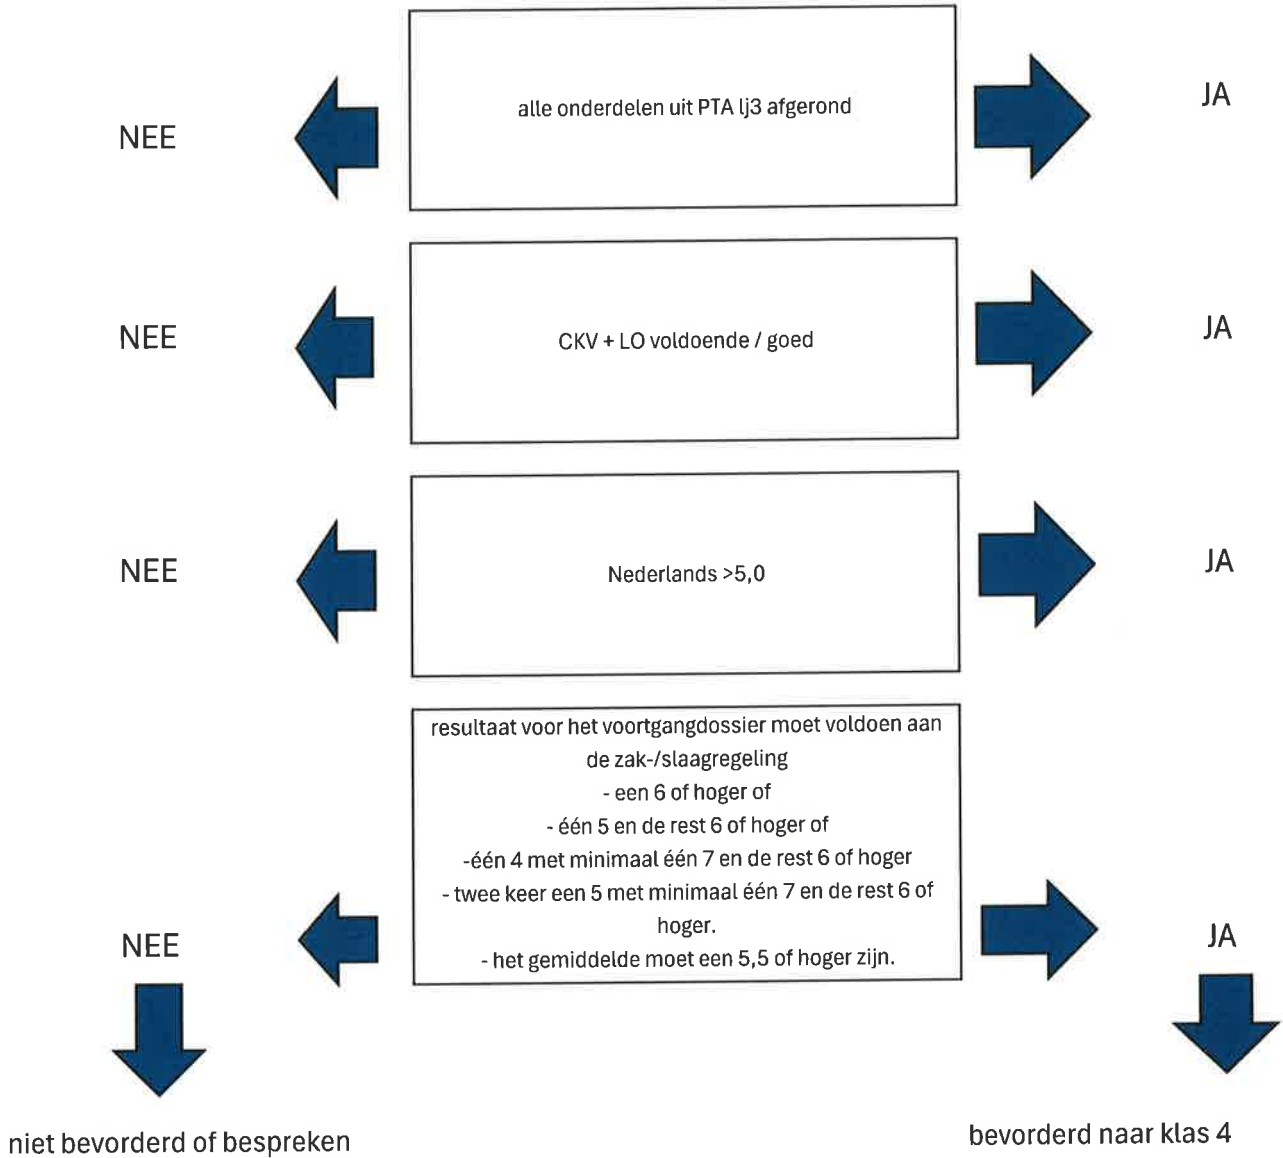 alle onderdelen uit PTA lj3 afgerond
NEE
JA
CKV + LO voldoende / goed
NEE
JA
Nederlands >5,0
NEE
JA
resultaat voor het voortgangdossier moet voldoen aan
de zak-/slaagregeling
- een 6 of hoger of
- één 5 en de rest 6 of hoger of
-één 4 met minimaal één 7 en de rest 6 of hoger
- twee keer een 5 met minimaal één 7 en de rest 6 of
hoger.
- het gemiddelde moet een 5,5 of hoger zijn.
NEE
JA
niet bevorderd of bespreken
bevorderd naar klas 4